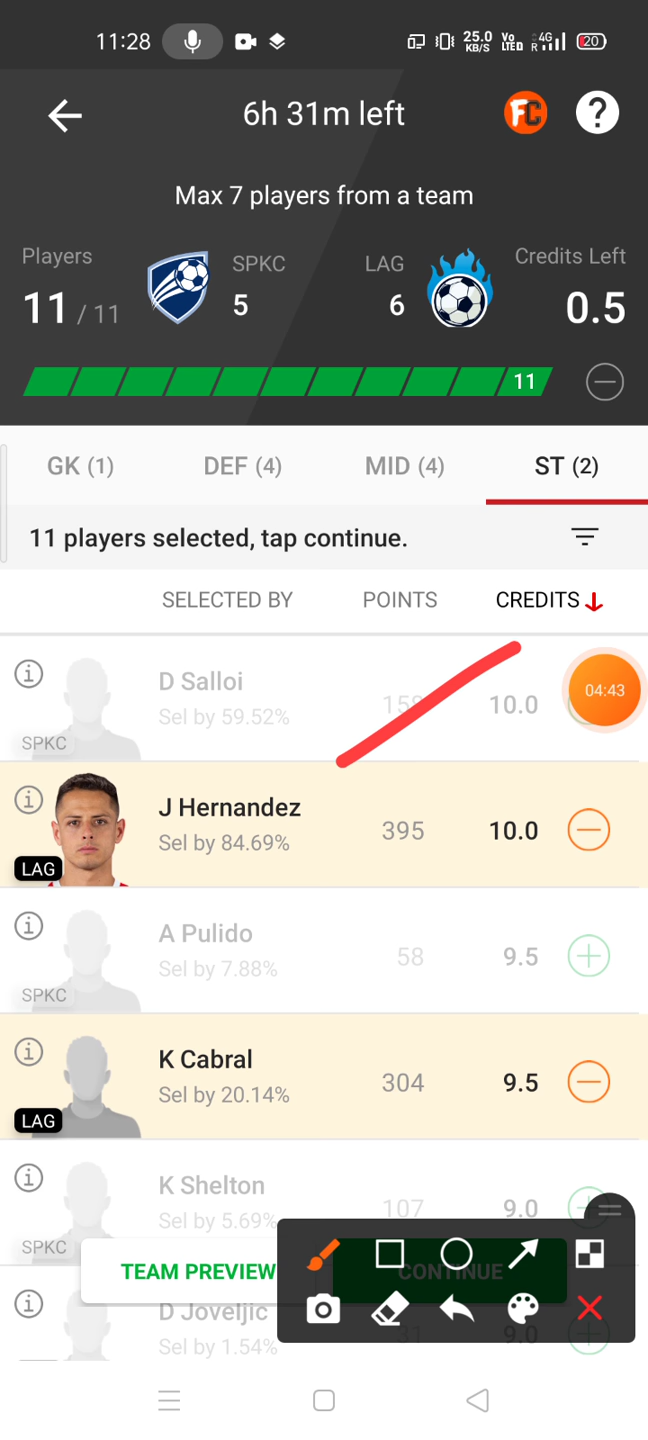 11:28
25.0 KB/S
Vo LTED
4G
R
20
6h 31m left
FC
?
Max 7 players from a team
Players
SPKC
LAG
Credits Left
11 / 11
5
6
0.5
11
GK (1)
DEF (4)
MID (4)
ST (2)
11 players selected, tap continue.
SELECTED BY
POINTS
CREDITS
D Salloi
Sel by 59.52%
10.0
04:43
SPKC
J Hernandez
Sel by 84.69%
395
10.0
LAG
A Pulido
Sel by 7.88%
58
9.5
SPKC
K Cabral
Sel by 20.14%
304
9.5
LAG
K Shelton
Sel by 5.69%
107
9.0
SPKC
TEAM PREVIEW
CONTINUE
D Joveljic
Sel by 1.54%
31
9.0